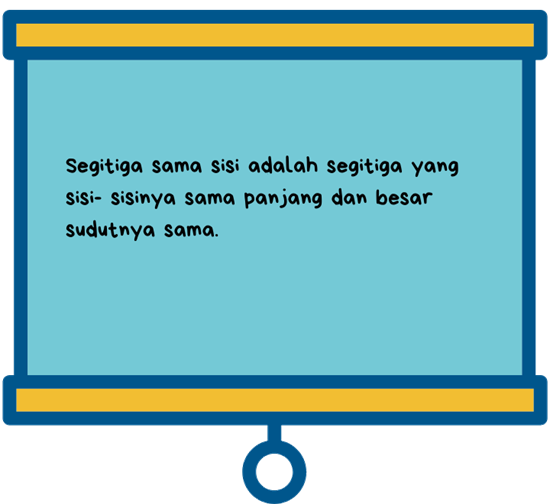 Segitiga sama sisi adalah segitiga yang
sisi- sisinya sama panjang dan besar
sudutnya sama.